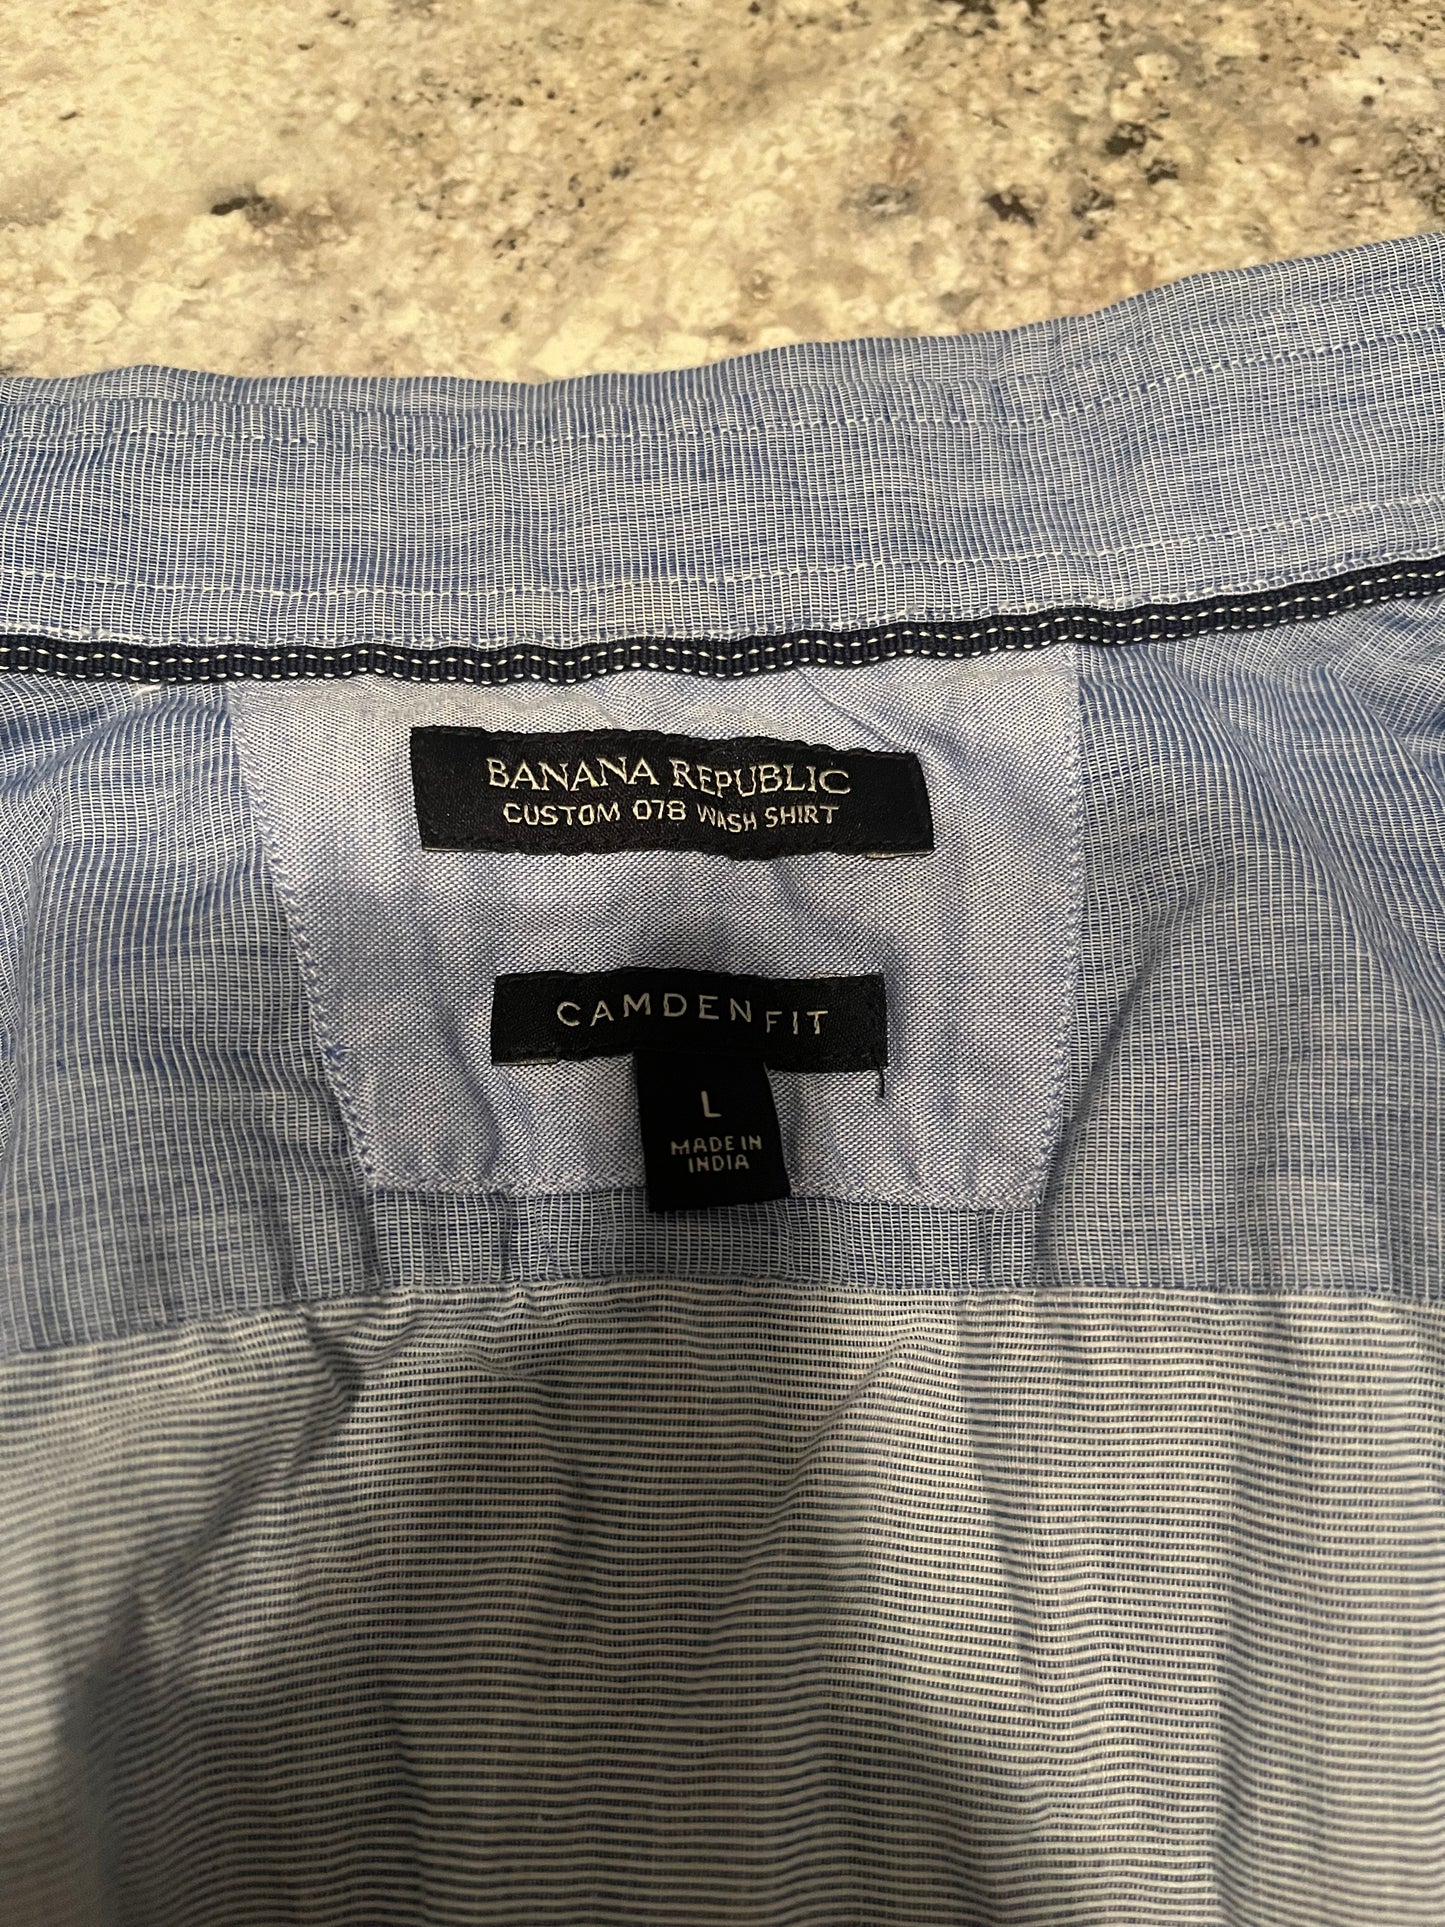 BANANA REPUBLIC
CUSTOM 078 WASH SHIRT
CAMDEN FIT
L
MADE IN
INDIA